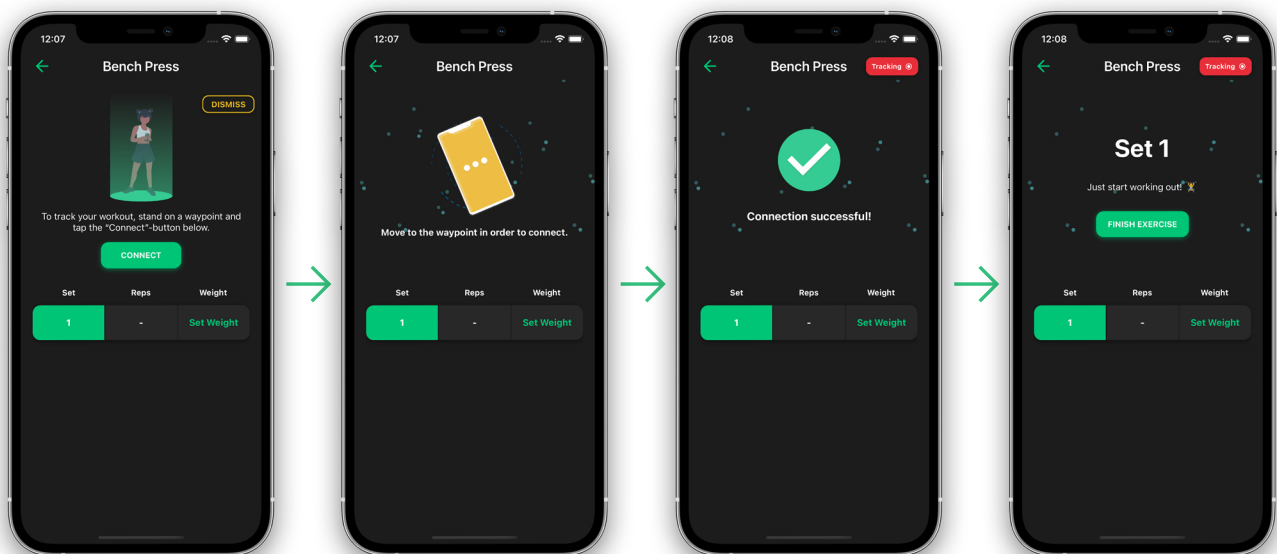 12:07
Bench Press
DISMISS
To track your workout, stand on a waypoint and
tap the “Connect”-button below.
CONNECT
Set Reps Weight
1 - Set Weight
12:07
Bench Press
Move to the waypoint in order to connect.
Set Reps Weight
1 - Set Weight
12:08
Bench Press
Tracking
Connection successful!
Set Reps Weight
1 - Set Weight
12:08
Bench Press
Tracking
Set 1
Just start working out! 🏋
FINISH EXERCISE
Set Reps Weight
1 - Set Weight